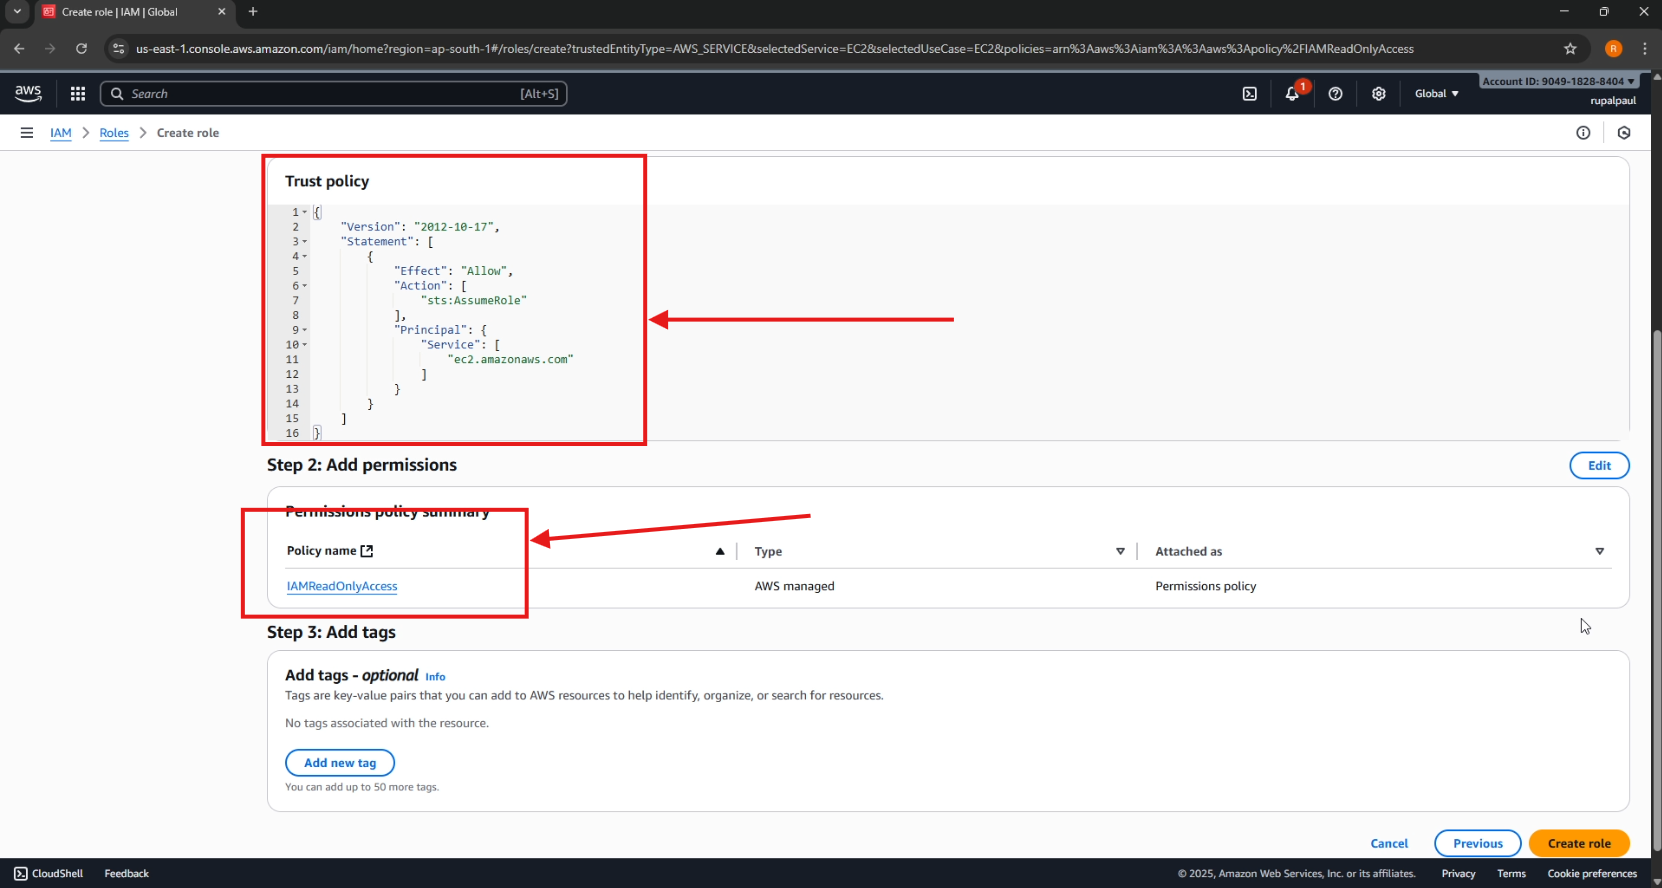 Create role | IAM | Global
us-east-1.console.aws.amazon.com/iam/home?region=ap-south-1#/roles/create?trustedEntityType=AWS_SERVICE&selectedService=EC2&selectedUseCase=EC2&policies=arn%3Aaws%3Aiam%3A%3Aaws%3Apolicy%2FIAMReadOnlyAccess
R
aws
Search
[Alt+S]
1
Global
Account ID: 9049-1828-8404
rupalpaul
IAM > Roles > Create role
Trust policy
1 {
2 "Version": "2012-10-17",
3 "Statement": [
4 {
5 "Effect": "Allow",
6 "Action": [
7 "sts:AssumeRole"
8 ],
9 "Principal": {
10 "Service": [
11 "ec2.amazonaws.com"
12 ]
13 }
14 }
15 ]
16 }
Step 2: Add permissions
Edit
Permissions policy summary
Policy name
Type
Attached as
IAMReadOnlyAccess
AWS managed
Permissions policy
Step 3: Add tags
Add tags - optional Info
Tags are key-value pairs that you can add to AWS resources to help identify, organize, or search for resources.
No tags associated with the resource.
Add new tag
You can add up to 50 more tags.
Cancel
Previous
Create role
CloudShell
Feedback
© 2025, Amazon Web Services, Inc. or its affiliates.
Privacy
Terms
Cookie preferences